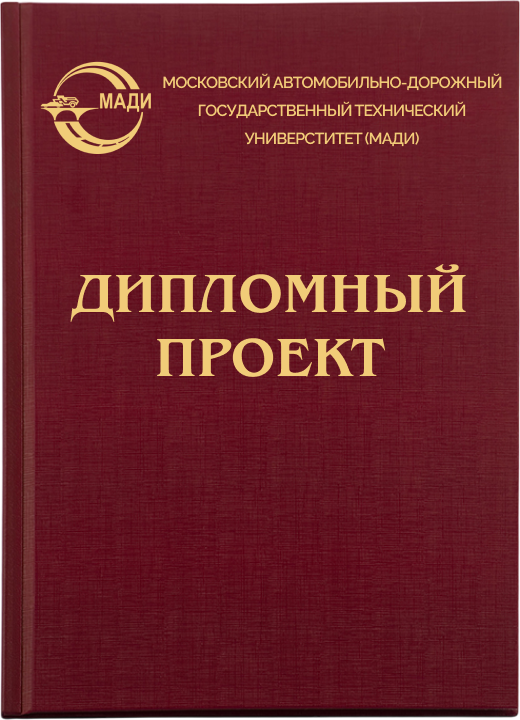 МАДИ
МОСКОВСКИЙ АВТОМОБИЛЬНО-ДОРОЖНЫЙ
ГОСУДАРСТВЕННЫЙ ТЕХНИЧЕСКИЙ
УНИВЕРСТИТЕТ (МАДИ)
ДИПЛОМНЫЙ
ПРОЕКТ